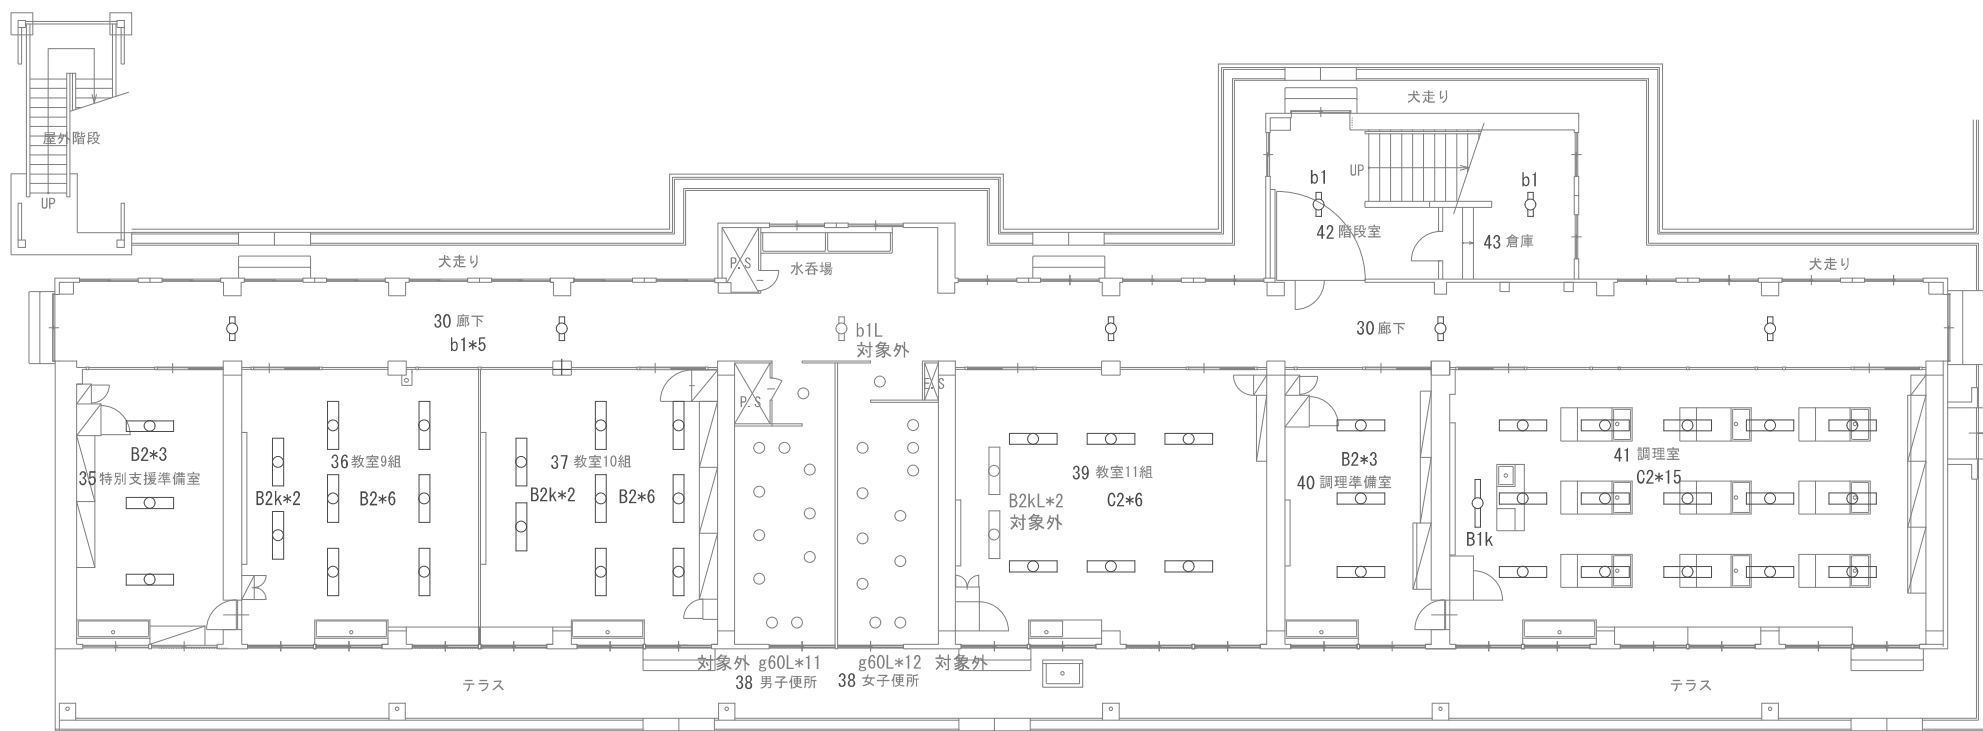 犬走り
屋外階段
UP
UP
b1
b1
42 階段室
43 倉庫
犬走り
P.S
水呑場
犬走り
30 廊下
b1*5
b1L
対象外
30 廊下
P.S
E.S
B2*3
35 特別支援準備室
36 教室9組
B2k*2
B2*6
37 教室10組
B2k*2
B2*6
39 教室11組
B2kL*2
対象外
C2*6
B2*3
40 調理準備室
41 調理室
C2*15
B1k
対象外 g60L*11
38 男子便所
g60L*12 対象外
38 女子便所
テラス
テラス